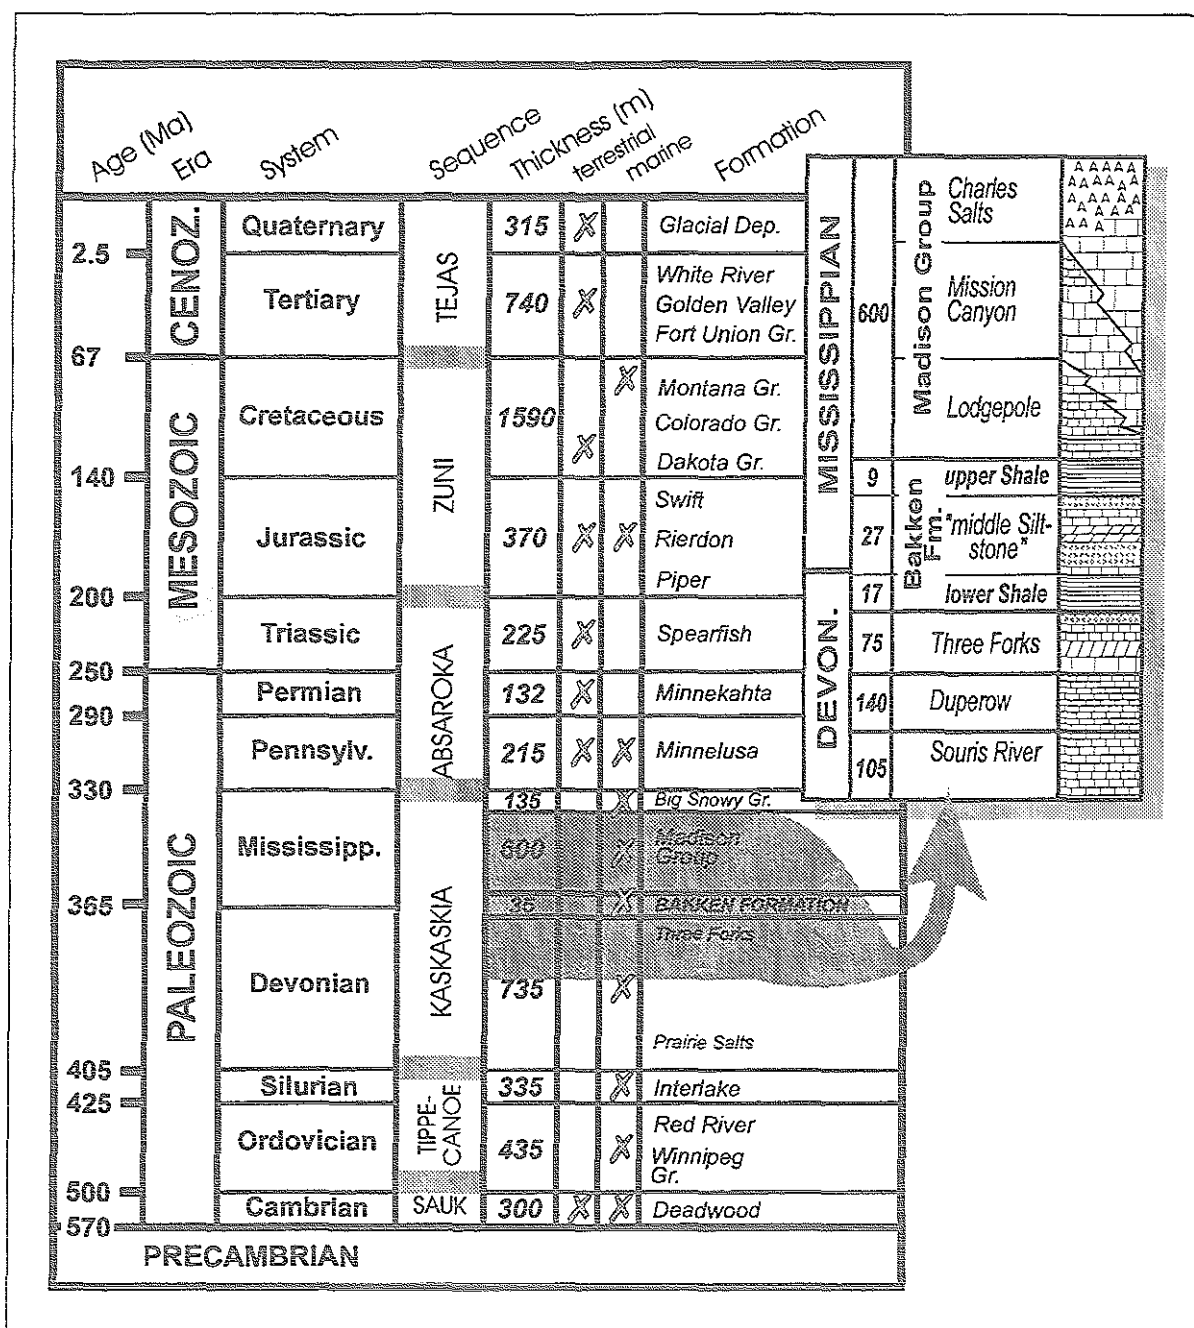 Age (Ma)
Era
System
Sequence
Thickness (m)
terrestrial
marine
Formation
CENOZ.
Quaternary
TEJAS
315
X
Glacial Dep.
2.5
Tertiary
740
X
White River
Golden Valley
Fort Union Gr.
67
MESOZOIC
Cretaceous
ZUNI
1590
X
X
Montana Gr.
Colorado Gr.
Dakota Gr.
140
Jurassic
370
X
X
Swift
Rierdon
Piper
200
Triassic
ABSAROKA
225
X
Spearfish
250
PALEOZOIC
Permian
132
X
Minnekahta
290
Pennsylv.
215
X
X
Minnelusa
330
Mississipp.
KASKASKIA
135
X
Big Snowy Gr.
600
X
Madison
Group
365
36
X
BAKKEN FORMATION
Devonian
735
X
Three Forks
Prairie Salts
405
Silurian
TIPPE-
CANOE
335
X
Interlake
425
Ordovician
435
X
Red River
Winnipeg
Gr.
500
Cambrian
SAUK
300
X
X
Deadwood
570
PRECAMBRIAN
MISSISSIPPIAN
600
Madison Group
Charles
Salts
Mission
Canyon
Lodgepole
9
Bakken
Fm.
upper Shale
27
"middle Silt-
stone"
DEVON.
17
lower Shale
75
Three Forks
140
Duperow
105
Souris River